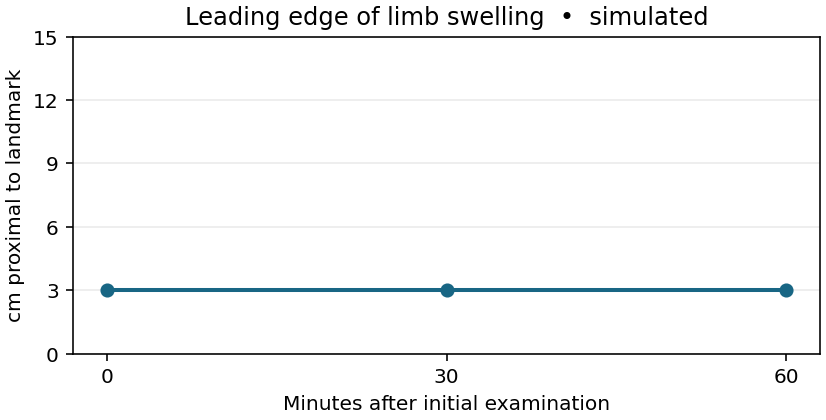 Leading edge of limb swelling • simulated
cm proximal to landmark
15
12
9
6
3
0
0 30 60
Minutes after initial examination